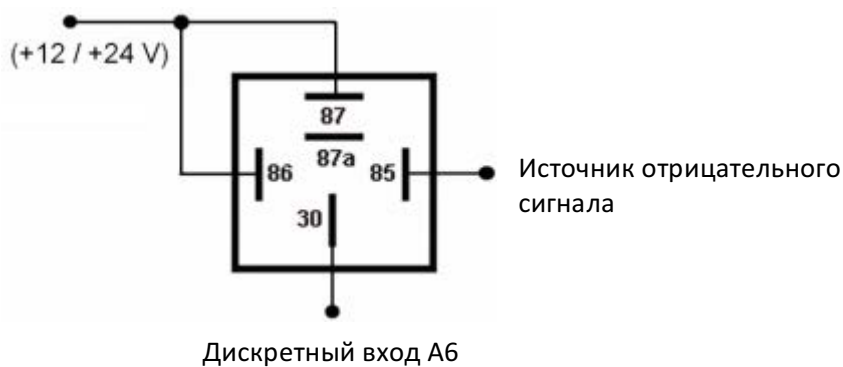 (+12 / +24 V)
87
87a
86
85
30
Источник отрицательного
сигнала
Дискретный вход А6